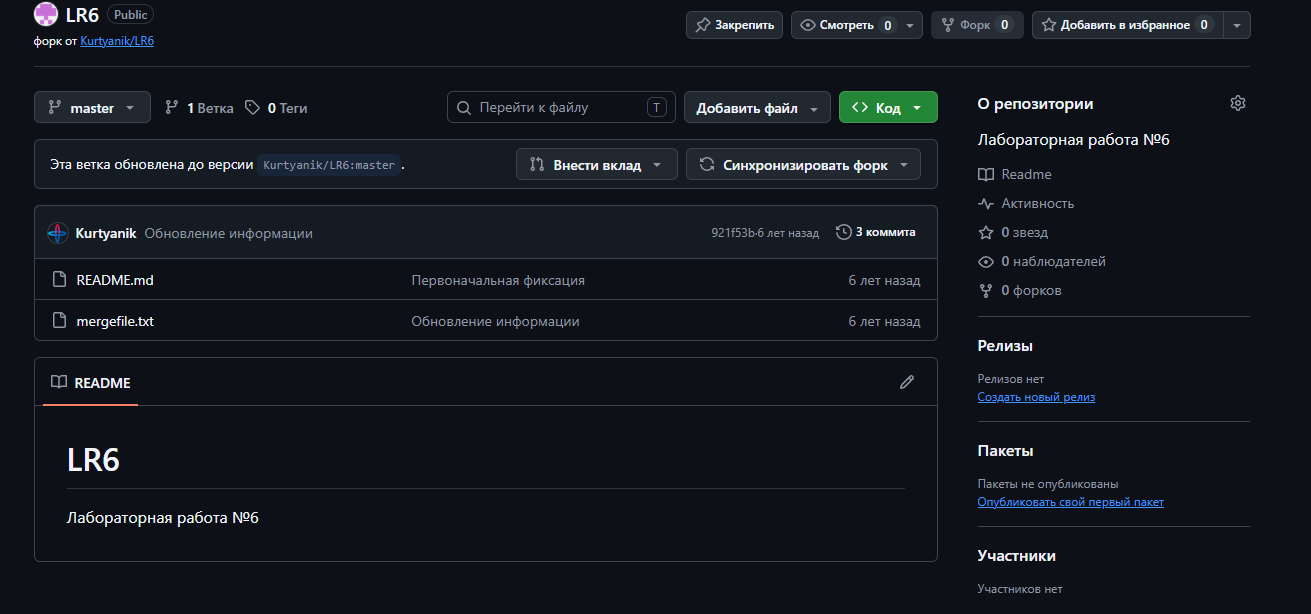 LR6 Public
форк от Kurtyanik/LR6
Закрепить Смотреть 0 Форк 0 Добавить в избранное 0
master 1 Ветка 0 Теги Перейти к файлу T Добавить файл Код
Эта ветка обновлена до версии Kurtyanik/LR6:master .
Внести вклад Синхронизировать форк
Kurtyanik Обновление информации 921f53b·6 лет назад 3 коммита
README.md Первоначальная фиксация 6 лет назад
mergefile.txt Обновление информации 6 лет назад
README
LR6
Лабораторная работа №6
О репозитории
Лабораторная работа №6
Readme
Активность
0 звезд
0 наблюдателей
0 форков
Релизы
Релизов нет
Создать новый релиз
Пакеты
Пакеты не опубликованы
Опубликовать свой первый пакет
Участники
Участников нет